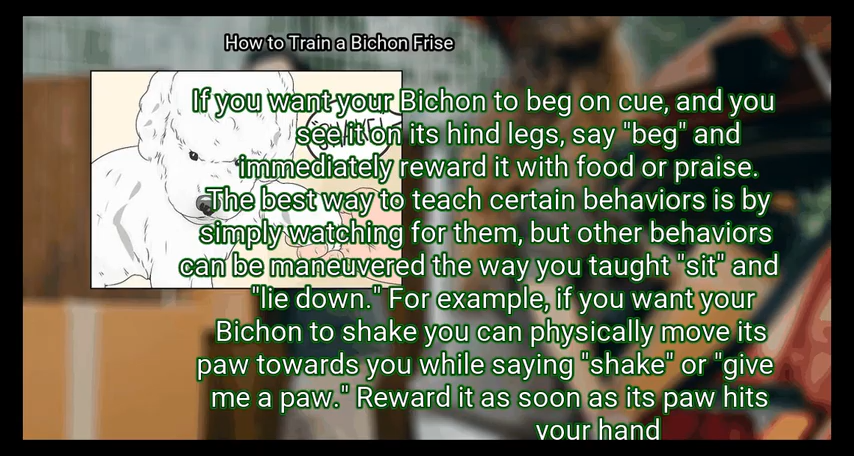 How to Train a Bichon Frise
If you want your Bichon to beg on cue, and you
see it on its hind legs, say "beg" and
immediately reward it with food or praise.
The best way to teach certain behaviors is by
simply watching for them, but other behaviors
can be maneuvered the way you taught "sit" and
"lie down." For example, if you want your
Bichon to shake you can physically move its
paw towards you while saying "shake" or "give
me a paw." Reward it as soon as its paw hits
your hand